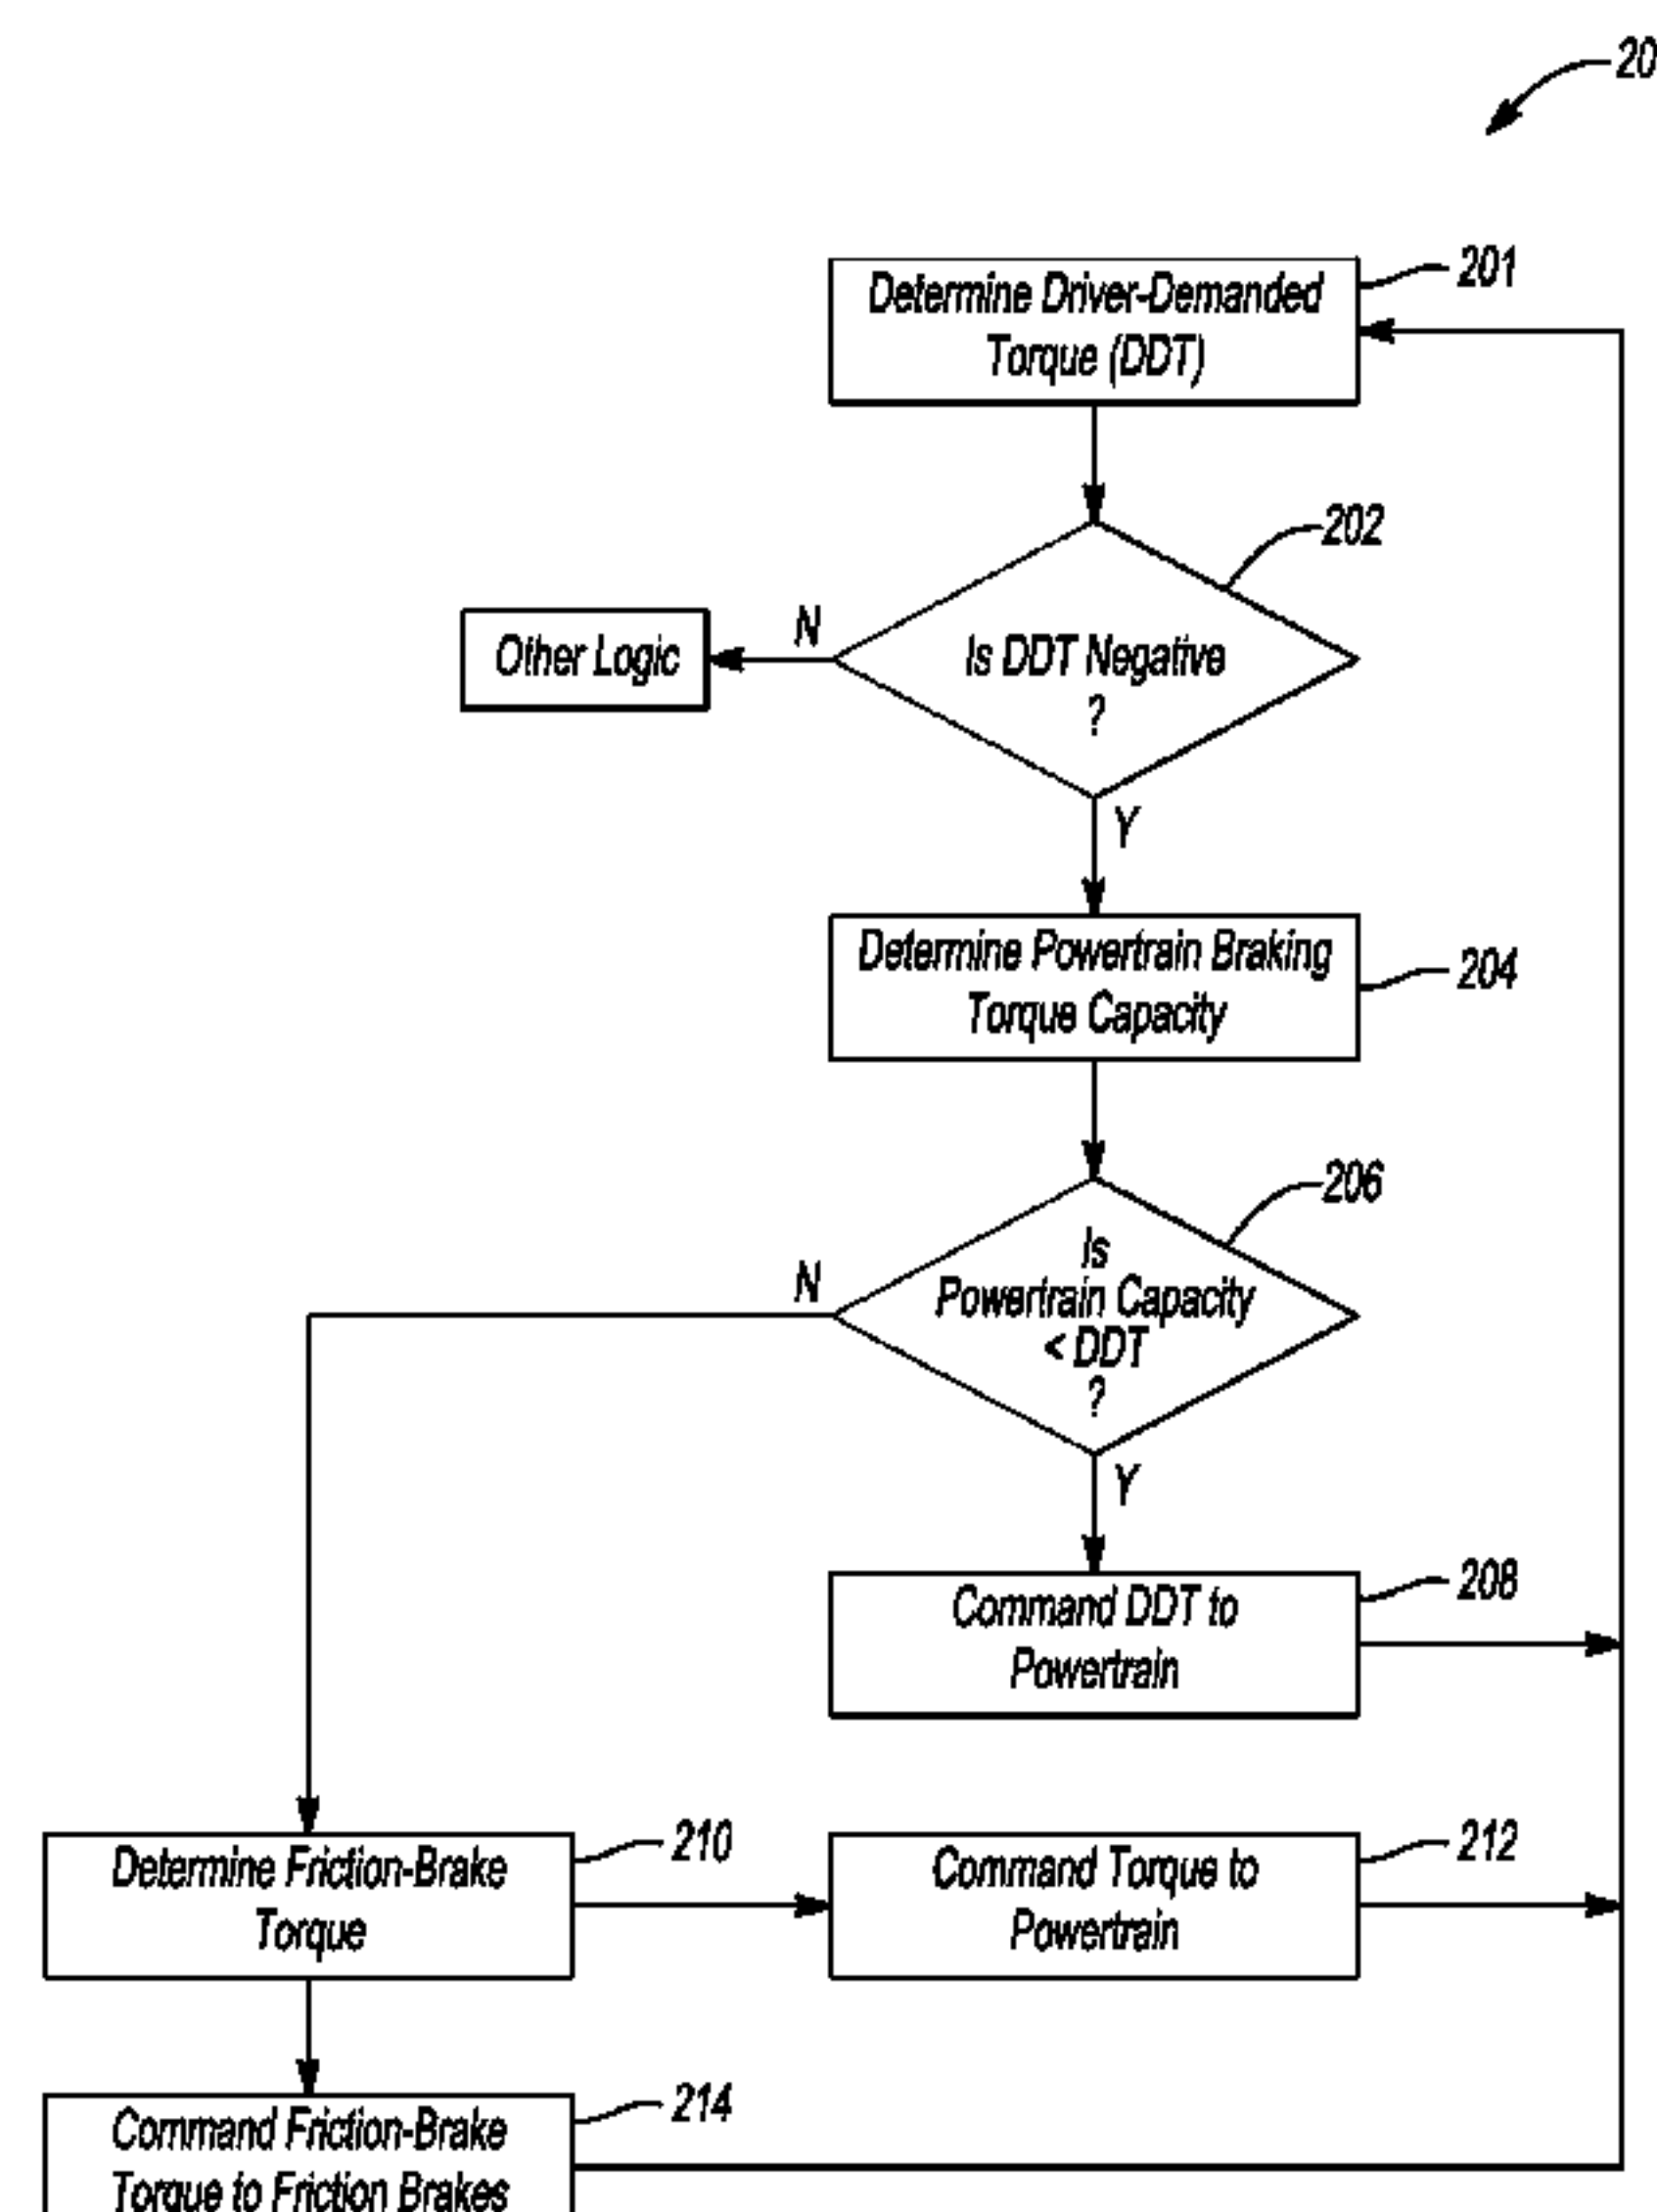 20
201
Determine Driver-Demanded
Torque (DDT)
202
N
Other Logic
Is DDT Negative
?
Y
Determine Powertrain Braking
Torque Capacity
204
206
N
Is
Powertrain Capacity
< DDT
?
Y
Command DDT to
Powertrain
208
Determine Friction-Brake
Torque
210
Command Torque to
Powertrain
212
Command Friction-Brake
Torque to Friction Brakes
214